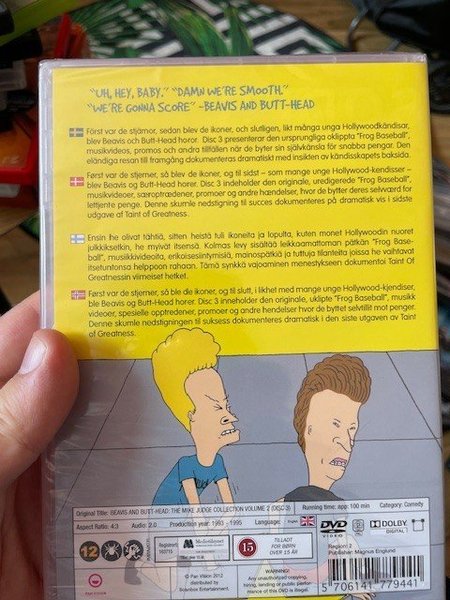 "UH, HEY, BABY." "DAMN WE'RE SMOOTH."
"WE'RE GONNA SCORE" -BEAVIS AND BUTT-HEAD
Först var de stjärnor, sedan blev de ikoner, och slutligen, likt många unga Hollywoodkändisar,
blev Beavis och Butt-Head horor. Disc 3 presenterar den ursprungliga oklippta "Frog Baseball",
musikvideos, promos och andra tillfällen när de byter sin självkänsla för snabba pengar. Den
eländiga resan till framgång dokumenteras dramatiskt med insikten av kändisskapets baksida.
Først var de stjerner, så blev de ikoner, og til sidst – som mange unge Hollywood-kendisser –
blev Beavis og Butt-Head horer. Disc 3 indeholder den originale, uredigerede "Frog Baseball",
musikvideoer, særoptrædener, promoer og andre hændelser, hvor de bytter deres selvværd for
lettjente penge. Denne skumle nedstigning til succes dokumenteres på dramatisk vis i sidste
udgave af Taint of Greatness.
Ensin he olivat tähtiä, sitten heistä tuli ikoneita ja lopulta, kuten monet Hollywoodin nuoret
julkkiksetkin, he myivät itsensä. Kolmas levy sisältää leikkaamattoman pätkän "Frog Base-
ball", musiikkivideoita, erikoisesiintymisiä, mainospätkiä ja tuttuja tilanteita joissa he vaihtavat
itsetuntonsa helppoon rahaan. Tämä synkkä vajoaminen menestykseen dokumentoi Taint Of
Greatnessin viimeiset hetket.
Først var de stjerner, så ble de ikoner, og til slutt, i likhet med mange unge Hollywood-kjendiser,
ble Beavis og Butt-Head horer. Disc 3 inneholder den originale, uklipte "Frog Baseball", musikk
videoer, spesielle opptredener, promoer og andre hendelser hvor de byttet selvtillit mot penger.
Denne skumle nedstigningen til suksess dokumenteres dramatisk i den siste utgaven av Taint
of Greatness.
Original Title: BEAVIS AND BUTT-HEAD: THE MIKE JUDGE COLLECTION VOLUME 2 (DISC 3) Running time: app: 100 min Category: Comedy
Aspect Ratio: 4:3 Audio: 2.0 Production year: 1993 - 1995 Language: English DVD VIDEO DOLBY DIGITAL
12
Registreret
Medierådet
15
TILLADT
FOR BØRN
OVER 15 ÅR
Region 2
Publisher: Magnus Englund
PAN VISION
© Pan Vision 2012
distributed by
WARNING!
Any unauthorized copying,
hiring, lending or public
of this DVD is illegal.
5 706141 779441